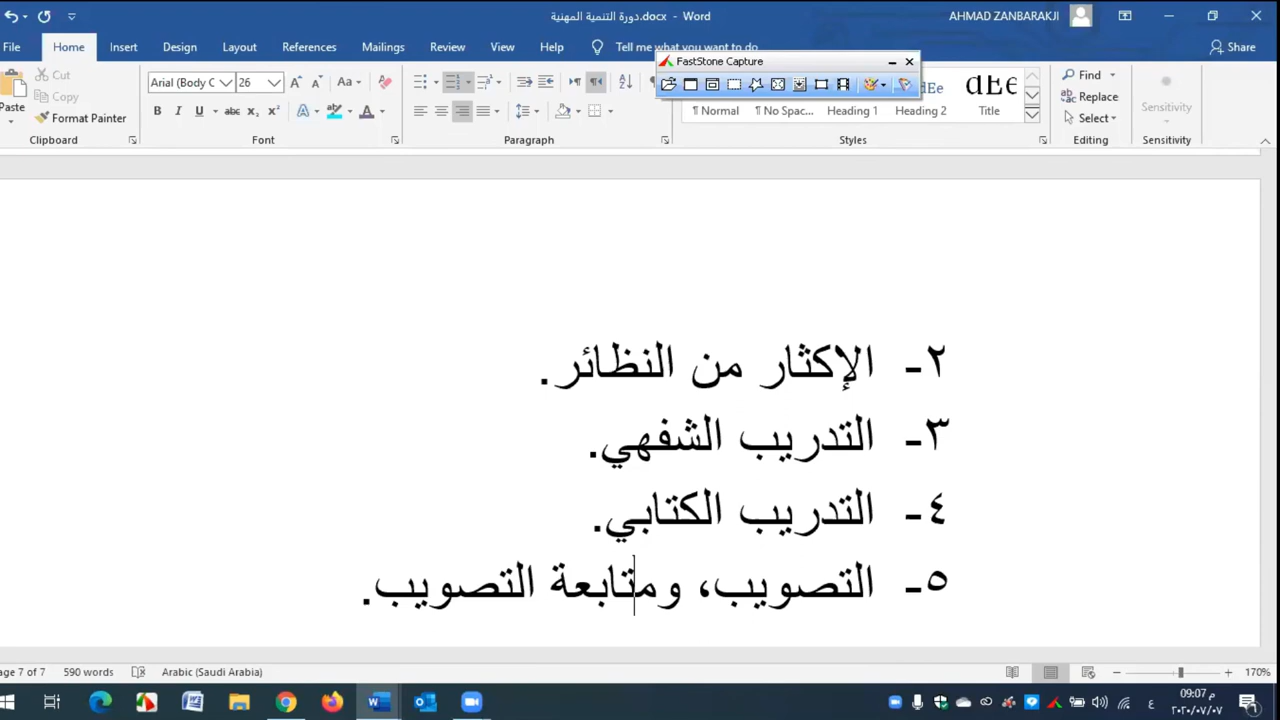 دورة التنمية المهنية.docx - Word
AHMAD ZANBARAKJI
File Home Insert Design Layout References Mailings Review View Help Tell me what you want to do Share
FastStone Capture
Cut
Copy
Format Painter
Paste
Arial (Body C 26
Normal No Spac... Heading 1 Heading 2 Title
Find
Replace
Select
Sensitivity
Clipboard Font Paragraph Styles Editing Sensitivity
٢- الإكثار من النظائر.
٣- التدريب الشفهي.
٤- التدريب الكتابي.
٥- التصويب، ومتابعة التصويب.
age 7 of 7 590 words Arabic (Saudi Arabia) 170%
09:07 م
٢٠٢٠/٠٧/٠٧